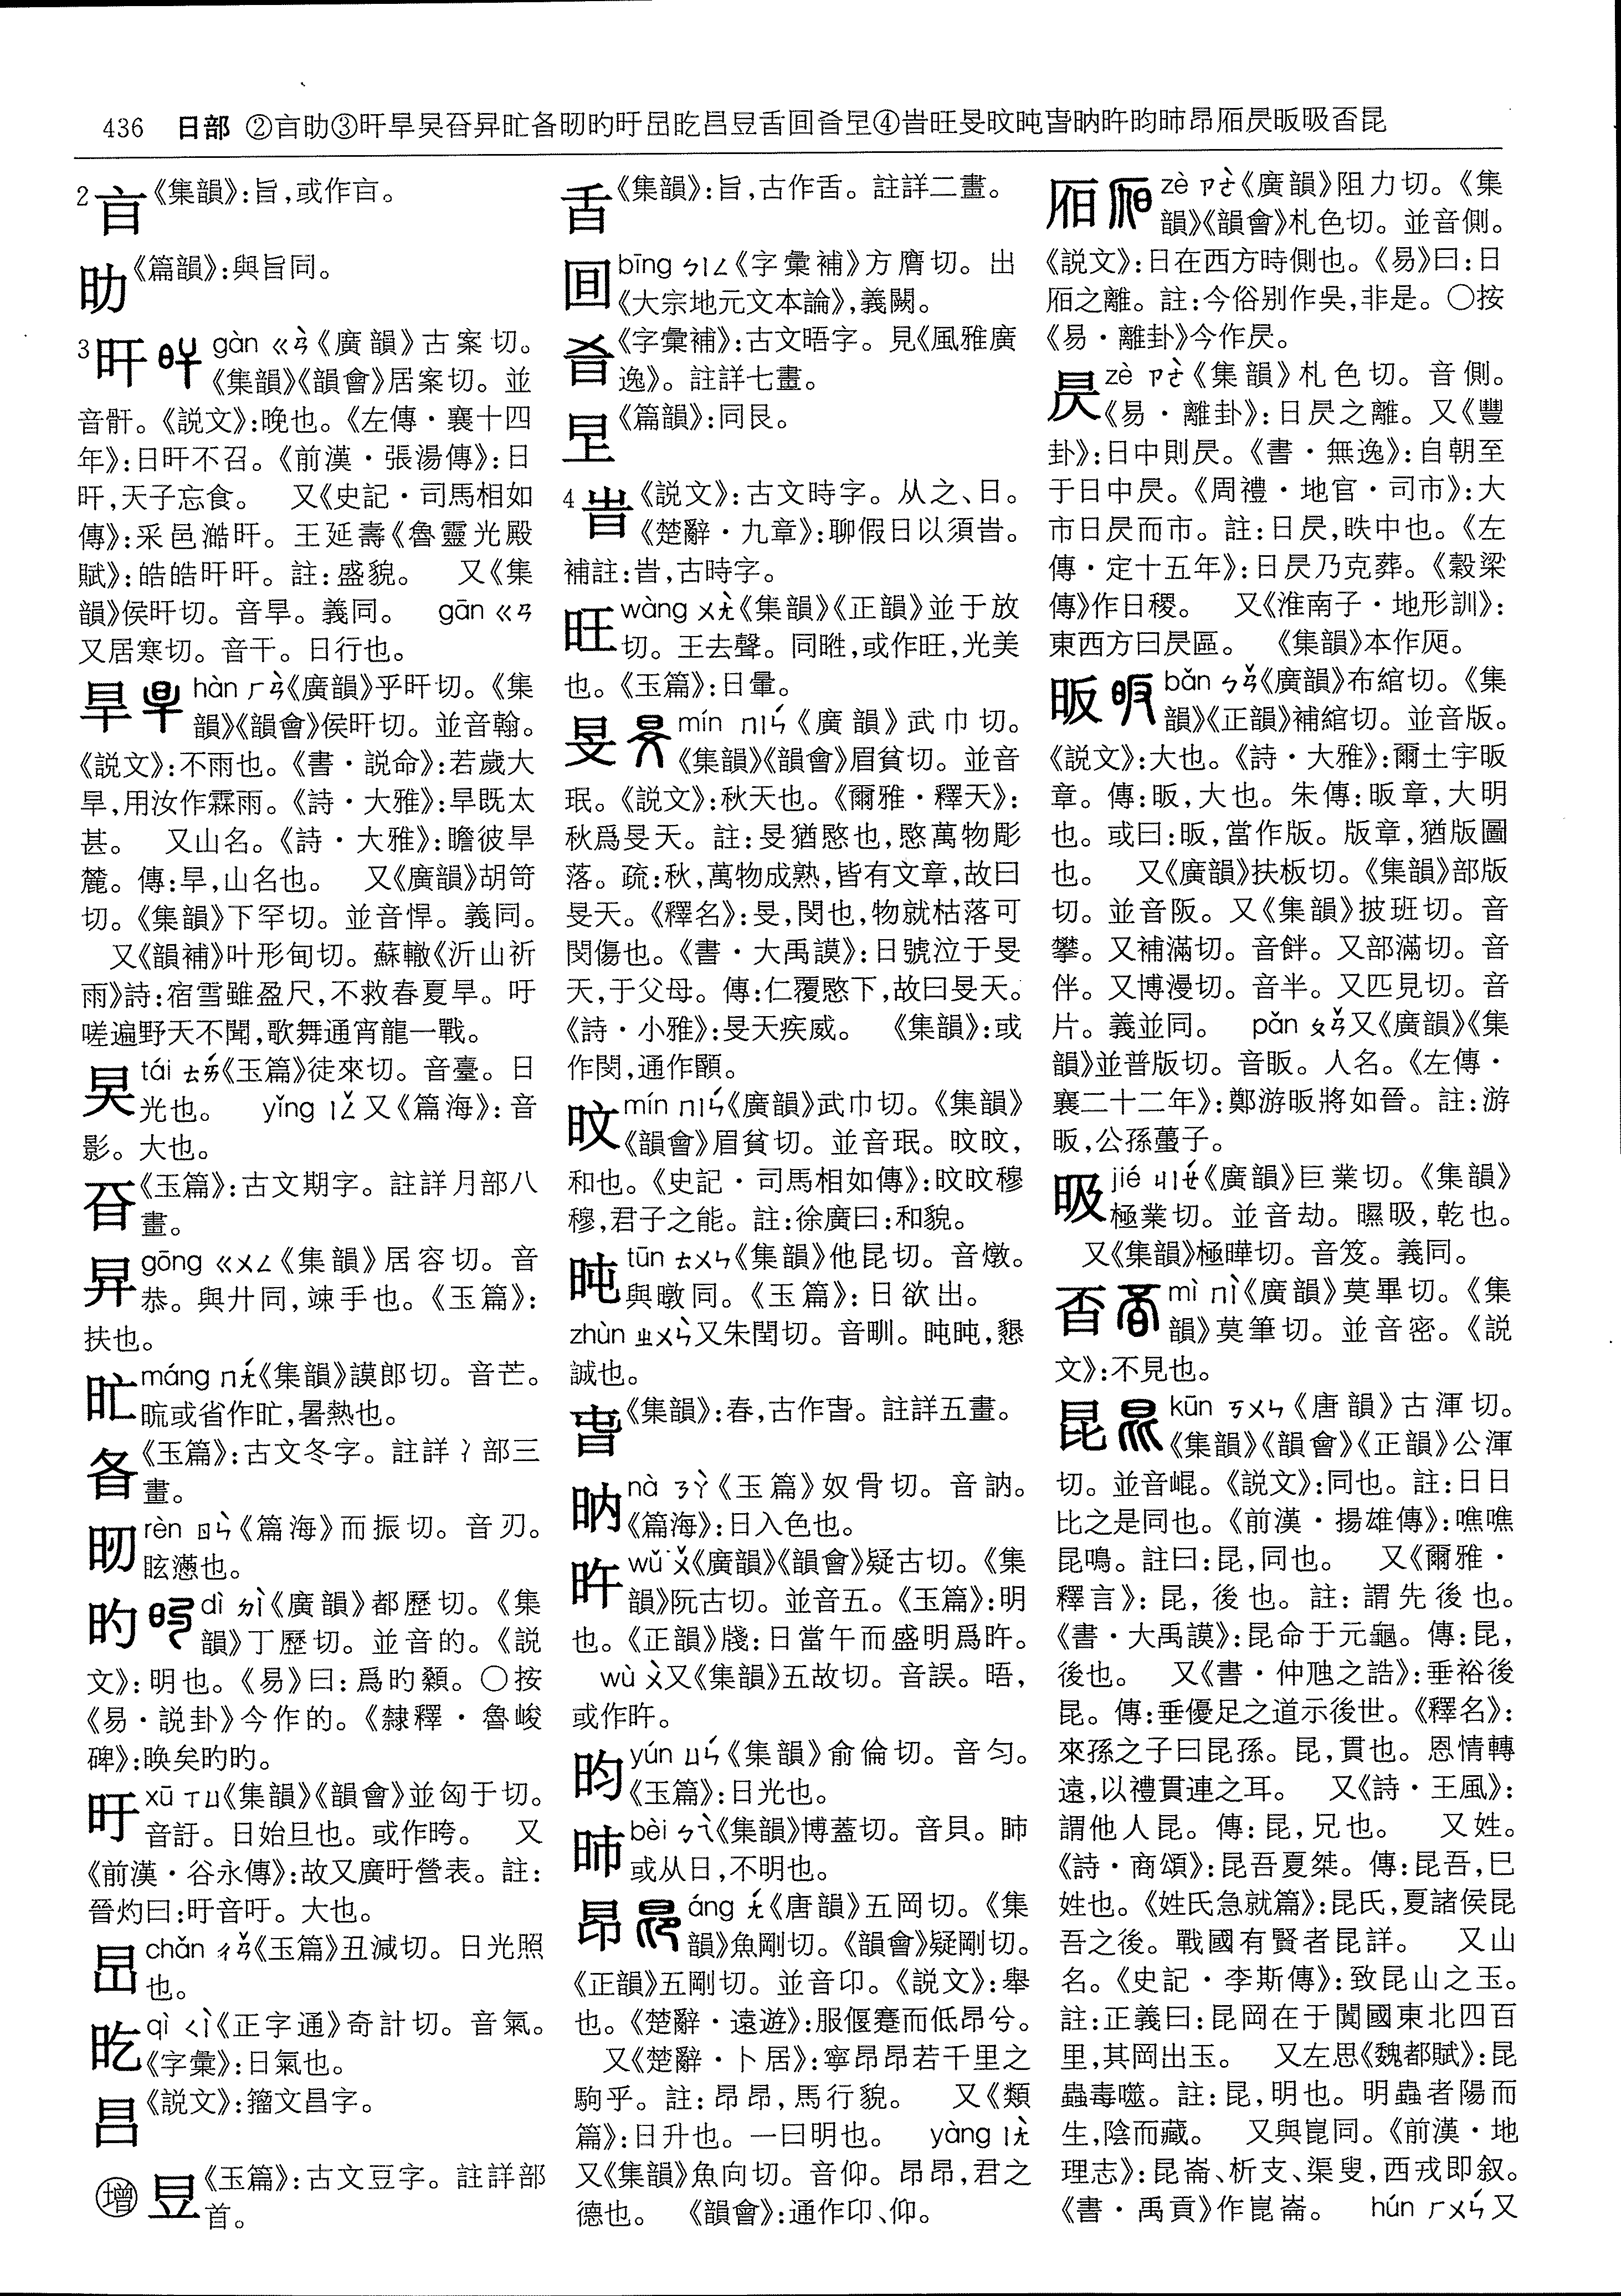 436 日部 ②㫐助③旰旱旲晉昇㫄各昒旳旴昷旿昌昱舌回昏早④旹旺旻旼旽旾㕯昈昀昁昂厢昃昄昅否昆
2 㫐《集韻》:旨,或作㫐。
《篇韻》:與旨同。
3 旰 gàn ㄍㄢˋ《廣韻》古案切。
《集韻》《韻會》居案切。並
音骭。《説文》:晚也。《左傳·襄十四
年》:日旰不召。《前漢·張湯傳》:日
旰,天子忘食。 又《史記·司馬相如
傳》:采邑澔旰。王延壽《魯靈光殿
賦》:皓皓旰旰。註:盛貌。 又《集
韻》侯旰切。音旱。義同。 gān ㄍㄢ
又居寒切。音干。日行也。
旱 hàn ㄏㄢˋ《廣韻》乎旰切。《集
韻》《韻會》侯旰切。並音翰。
《説文》:不雨也。《書·説命》:若歲大
旱,用汝作霖雨。《詩·大雅》:旱既太
甚。 又山名。《詩·大雅》:瞻彼旱
麓。傳:旱,山名也。 又《廣韻》胡笴
切。《集韻》下罕切。並音悍。義同。
又《韻補》叶形甸切。蘇轍《沂山祈
雨》詩:宿雪雖盈尺,不救春夏旱。吁
嗟遍野天不聞,歌舞通宵龍一戰。
旲 tái ㄊㄞˊ《玉篇》徒來切。音臺。日
光也。 yǐng ㄧㄥˇ又《篇海》:音
影。大也。
《玉篇》:古文期字。註詳月部八
畫。
gōng ㄍㄨㄥ《集韻》居容切。音
恭。與廾同,竦手也。《玉篇》:
扶也。
máng ㄇㄤˊ《集韻》謨郎切。音芒。
或省作㫄,暑熱也。
《玉篇》:古文冬字。註詳冫部三
畫。
rèn ㄖㄣˋ《篇海》而振切。音刃。
眩懣也。
旳 dì ㄉㄧˋ《廣韻》都歷切。《集
韻》丁歷切。並音的。《説
文》:明也。《易》曰:爲旳顙。○按
《易·説卦》今作的。《隸釋·魯峻
碑》:焕矣旳旳。
旴 xū ㄒㄩ《集韻》《韻會》並匈于切。
音訏。日始旦也。或作晇。 又
《前漢·谷永傳》:故又廣旴營表。註:
晉灼曰:旴音吁。大也。
chǎn ㄔㄢˇ《玉篇》丑減切。日光照
也。
qì ㄑㄧˋ《正字通》奇計切。音氣。
《字彙》:日氣也。
《説文》:籀文昌字。
增 《玉篇》:古文豆字。註詳部
首。
《集韻》:旨,古作舌。註詳二畫。
bīng ㄅㄧㄥ《字彙補》方膺切。出
《大宗地元文本論》,義闕。
《字彙補》:古文晤字。見《風雅廣
逸》。註詳七畫。
《篇韻》:同艮。
4 旹 《説文》:古文時字。从之、日。
《楚辭·九章》:聊假日以須旹。
補註:旹,古時字。
旺 wàng ㄨㄤˋ《集韻》《正韻》並于放
切。王去聲。同暀,或作旺,光美
也。《玉篇》:日暈。
旻 mín ㄇㄧㄣˊ《廣韻》武巾切。
《集韻》《韻會》眉貧切。並音
珉。《説文》:秋天也。《爾雅·釋天》:
秋爲旻天。註:旻猶愍也,愍萬物彫
落。疏:秋,萬物成熟,皆有文章,故曰
旻天。《釋名》:旻,閔也,物就枯落可
閔傷也。《書·大禹謨》:日號泣于旻
天,于父母。傳:仁覆愍下,故曰旻天。
《詩·小雅》:旻天疾威。 《集韻》:或
作閔,通作顝。
旼 mín ㄇㄧㄣˊ《廣韻》武巾切。《集韻》
《韻會》眉貧切。並音珉。旼旼,
和也。《史記·司馬相如傳》:旼旼穆
穆,君子之能。註:徐廣曰:和貌。
旽 tūn ㄊㄨㄣ《集韻》他昆切。音燉。
與暾同。《玉篇》:日欲出。
zhùn ㄓㄨㄣˋ又朱閏切。音㽙。旽旽,懇
誠也。
旾 《集韻》:春,古作旾。註詳五畫。
nà ㄋㄚˋ《玉篇》奴骨切。音訥。
《篇海》:日入色也。
旿 wǔ ㄨˇ《廣韻》《韻會》疑古切。《集
韻》阮古切。並音五。《玉篇》:明
也。《正韻》牋:日當午而盛明爲旿。
wù ㄨˋ又《集韻》五故切。音誤。晤,
或作旿。
昀 yún ㄩㄣˊ《集韻》俞倫切。音匀。
《玉篇》:日光也。
bèi ㄅㄟˋ《集韻》博蓋切。音貝。昁
或从日,不明也。
昂 áng ㄤˊ《唐韻》五岡切。《集
韻》魚剛切。《韻會》疑剛切。
《正韻》五剛切。並音卬。《説文》:舉
也。《楚辭·遠遊》:服偃蹇而低昂兮。
又《楚辭·卜居》:寧昂昂若千里之
駒乎。註:昂昂,馬行貌。 又《類
篇》:日升也。一曰明也。 yàng ㄧㄤˋ
又《集韻》魚向切。音仰。昂昂,君之
德也。 《韻會》:通作卬、仰。
zè ㄗㄜˋ《廣韻》阻力切。《集
韻》《韻會》札色切。並音側。
《説文》:日在西方時側也。《易》曰:日
𣅔之離。註:今俗别作吳,非是。○按
《易·離卦》今作昃。
昃 zè ㄗㄜˋ《集韻》札色切。音側。
《易·離卦》:日昃之離。又《豐
卦》:日中則昃。《書·無逸》:自朝至
于日中昃。《周禮·地官·司市》:大
市日昃而市。註:日昃,昳中也。《左
傳·定十五年》:日昃乃克葬。《穀梁
傳》作日稷。 又《淮南子·地形訓》:
東西方曰昃區。 《集韻》本作𣅔。
昄 bǎn ㄅㄢˇ《廣韻》布綰切。《集
韻》《正韻》補綰切。並音版。
《説文》:大也。《詩·大雅》:爾土宇昄
章。傳:昄,大也。朱傳:昄章,大明
也。或曰:昄,當作版。版章,猶版圖
也。 又《廣韻》扶板切。《集韻》部版
切。並音阪。又《集韻》披班切。音
攀。又補滿切。音㪵。又部滿切。音
伴。又博漫切。音半。又匹見切。音
片。義並同。 pǎn ㄆㄢˇ又《廣韻》《集
韻》並普版切。音眅。人名。《左傳·
襄二十二年》:鄭游昄將如晉。註:游
昄,公孫蠆子。
昅 jié ㄐㄧㄝˊ《廣韻》巨業切。《集韻》
極業切。並音劫。㬤昅,乾也。
又《集韻》極曄切。音笈。義同。
mì ㄇㄧˋ《廣韻》莫畢切。《集
韻》莫筆切。並音密。《説
文》:不見也。
昆 kūn ㄎㄨㄣ《唐韻》古渾切。
《集韻》《韻會》《正韻》公渾
切。並音崐。《説文》:同也。註:日日
比之是同也。《前漢·揚雄傳》:噍噍
昆鳴。註曰:昆,同也。 又《爾雅·
釋言》:昆,後也。註:謂先後也。
《書·大禹謨》:昆命于元龜。傳:昆,
後也。 又《書·仲虺之誥》:垂裕後
昆。傳:垂優足之道示後世。《釋名》:
來孫之子曰昆孫。昆,貫也。恩情轉
遠,以禮貫連之耳。 又《詩·王風》:
謂他人昆。傳:昆,兄也。 又姓。
《詩·商頌》:昆吾夏桀。傳:昆吾,巳
姓也。《姓氏急就篇》:昆氏,夏諸侯昆
吾之後。戰國有賢者昆詳。 又山
名。《史記·李斯傳》:致昆山之玉。
註:正義曰:昆岡在于闐國東北四百
里,其岡出玉。 又左思《魏都賦》:昆
蟲毒噬。註:昆,明也。明蟲者陽而
生,陰而藏。 又與崑同。《前漢·地
理志》:昆崙、析支、渠叟,西戎即叙。
《書·禹貢》作崑崙。 hún ㄏㄨㄣˊ又